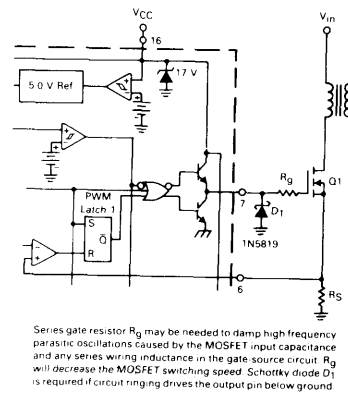 VCC
Vin
16
17 V
5.0 V Ref
Rg
Q1
7
D1
PWM
Latch 1
1N5819
S
Q
R
6
RS
Series gate resistor Rg may be needed to damp high frequency
parasitic oscillations caused by the MOSFET input capacitance
and any series wiring inductance in the gate-source circuit. Rg
will decrease the MOSFET switching speed. Schottky diode D1
is required if circuit ringing drives the output pin below ground.